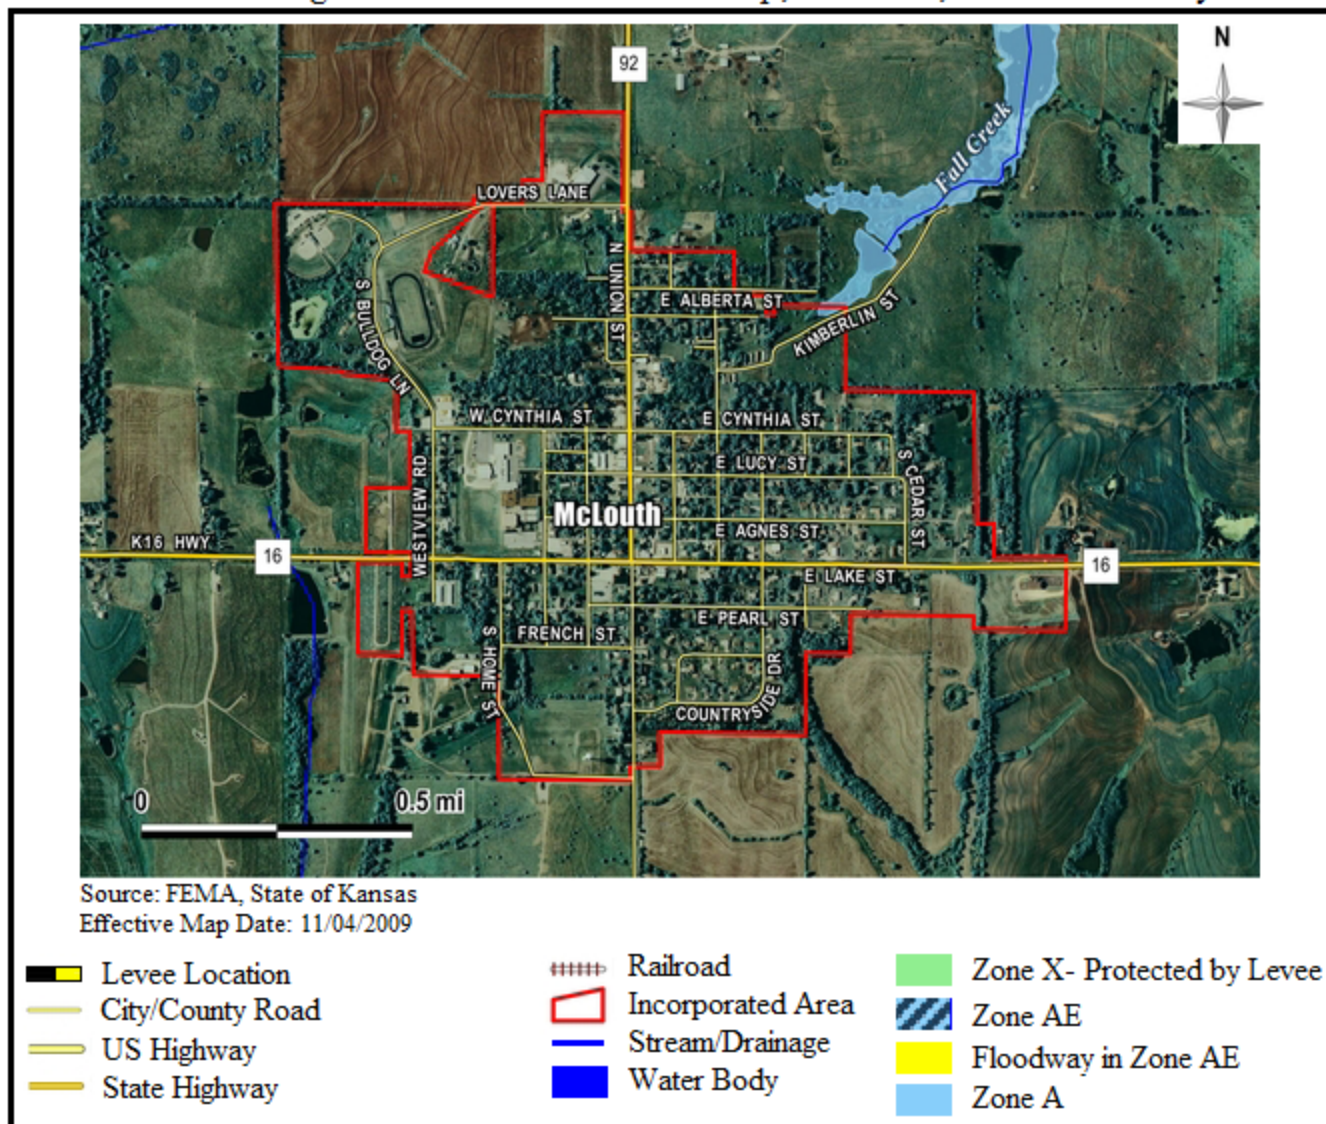 N
92
Fall Creek
LOVERS LANE
N UNION ST
S BULLDOG LN
E ALBERTA ST
KIMBERLIN ST
W CYNTHIA ST
E CYNTHIA ST
E LUCY ST
S CEDAR ST
WESTVIEW RD
McLouth
E AGNES ST
K16 HWY
16
16
E LAKE ST
E PEARL ST
FRENCH ST
S HOME ST
COUNTRYSIDE DR
0 0.5 mi
Source: FEMA, State of Kansas
Effective Map Date: 11/04/2009
Levee Location
City/County Road
US Highway
State Highway
Railroad
Incorporated Area
Stream/Drainage
Water Body
Zone X- Protected by Levee
Zone AE
Floodway in Zone AE
Zone A